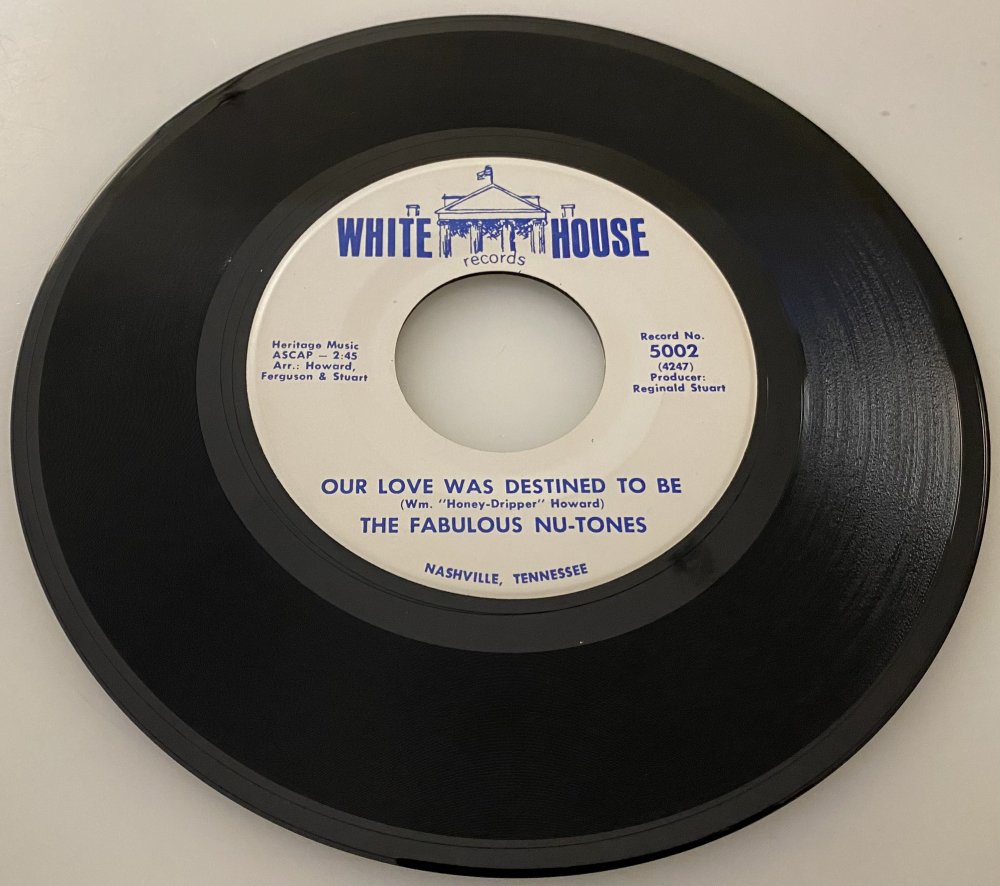 WHITE HOUSE
records
Heritage Music
ASCAP — 2:45
Arr.: Howard,
Ferguson & Stuart
Record No.
5002
(4247)
Producer:
Reginald Stuart
OUR LOVE WAS DESTINED TO BE
(Wm. "Honey-Dripper" Howard)
THE FABULOUS NU-TONES
NASHVILLE, TENNESSEE